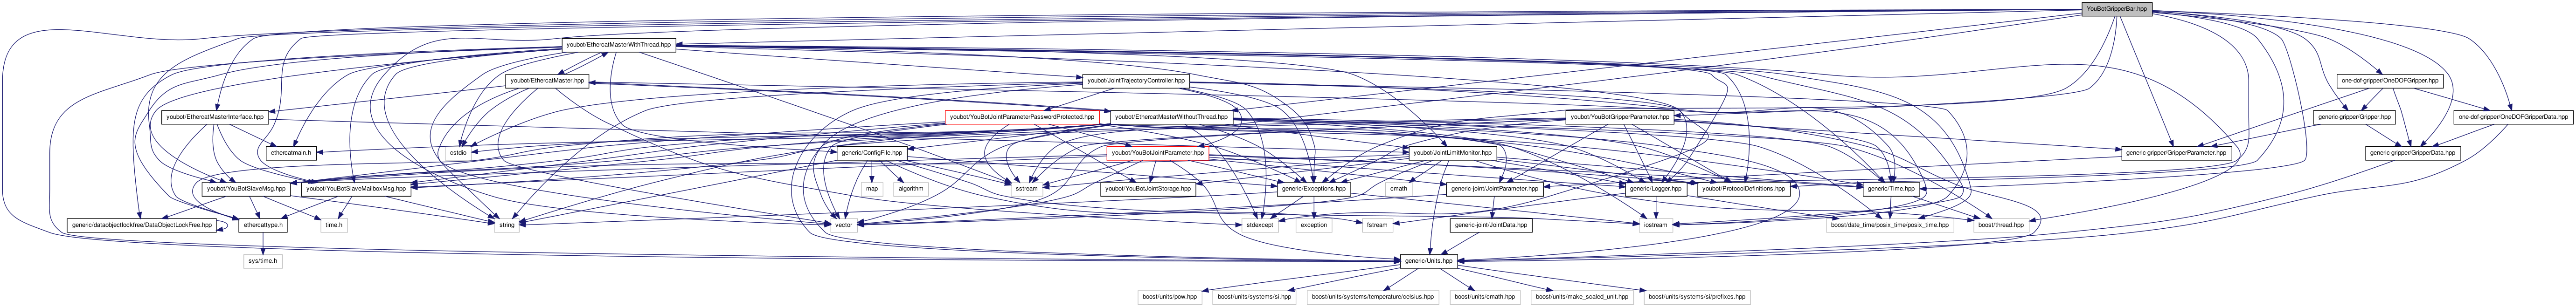 YouBotGripperBar.hpp
youbot/EthercatMasterWithThread.hpp
youbot/EthercatMaster.hpp
youbot/JointTrajectoryController.hpp
one-dof-gripper/OneDOFGripper.hpp
youbot/EthercatMasterInterface.hpp
youbot/YouBotJointParameterPasswordProtected.hpp
youbot/EthercatMasterWithoutThread.hpp
youbot/YouBotGripperParameter.hpp
generic-gripper/Gripper.hpp
one-dof-gripper/OneDOFGripperData.hpp
ethercatmain.h
cstdio
generic/ConfigFile.hpp
youbot/YouBotJointParameter.hpp
youbot/JointLimitMonitor.hpp
generic-gripper/GripperParameter.hpp
generic-gripper/GripperData.hpp
youbot/YouBotSlaveMsg.hpp
youbot/YouBotSlaveMailboxMsg.hpp
map
algorithm
sstream
youbot/YouBotJointStorage.hpp
generic/Exceptions.hpp
cmath
generic-joint/JointParameter.hpp
generic/Logger.hpp
youbot/ProtocolDefinitions.hpp
generic/Time.hpp
generic/dataobjectlockfree/DataObjectLockFree.hpp
ethercattype.h
time.h
string
vector
stdexcept
exception
fstream
generic-joint/JointData.hpp
iostream
boost/date_time/posix_time/posix_time.hpp
boost/thread.hpp
sys/time.h
generic/Units.hpp
boost/units/pow.hpp
boost/units/systems/si.hpp
boost/units/systems/temperature/celsius.hpp
boost/units/cmath.hpp
boost/units/make_scaled_unit.hpp
boost/units/systems/si/prefixes.hpp